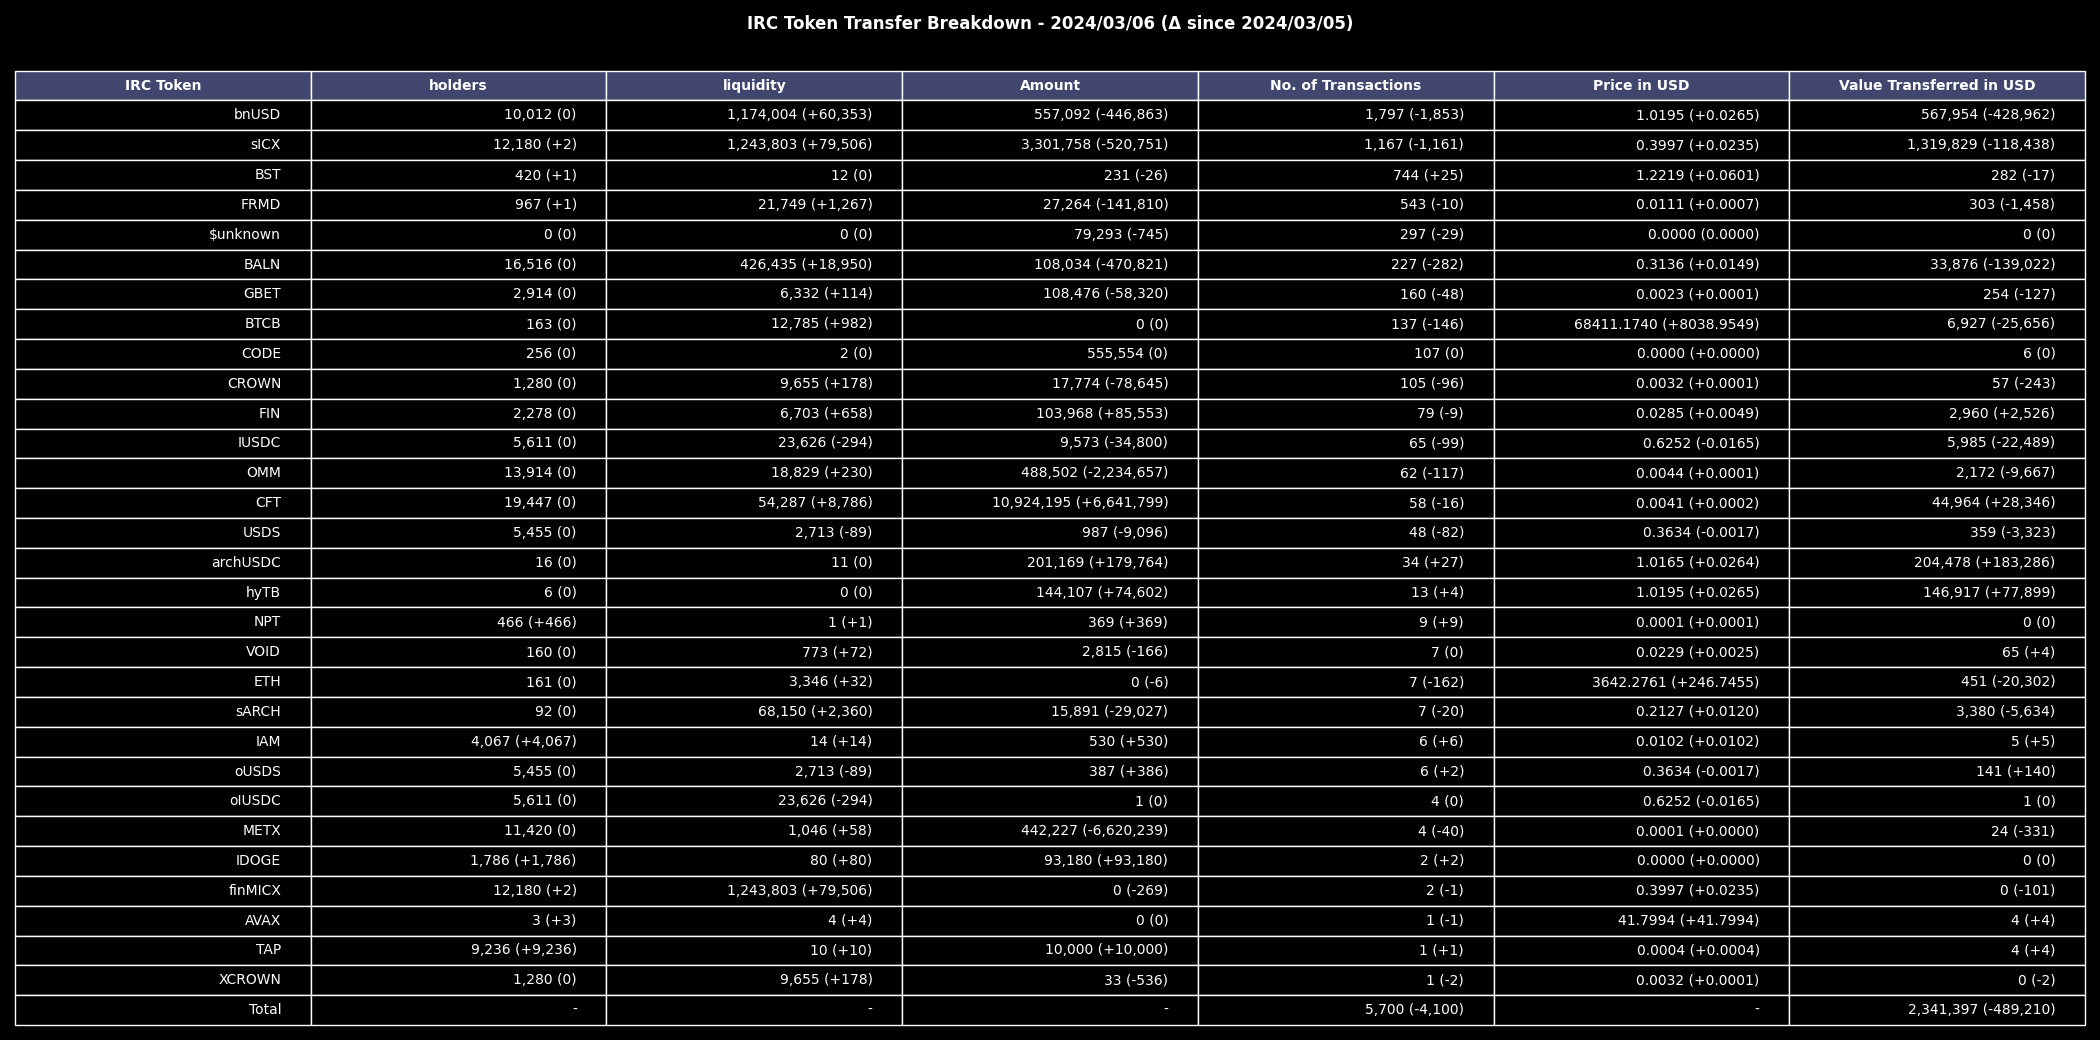 IRC Token Transfer Breakdown - 2024/03/06 (Δ since 2024/03/05)
IRC Token holders liquidity Amount No. of Transactions Price in USD Value Transferred in USD
bnUSD 10,012 (0) 1,174,004 (+60,353) 557,092 (-446,863) 1,797 (-1,853) 1.0195 (+0.0265) 567,954 (-428,962)
sICX 12,180 (+2) 1,243,803 (+79,506) 3,301,758 (-520,751) 1,167 (-1,161) 0.3997 (+0.0235) 1,319,829 (-118,438)
BST 420 (+1) 12 (0) 231 (-26) 744 (+25) 1.2219 (+0.0601) 282 (-17)
FRMD 967 (+1) 21,749 (+1,267) 27,264 (-141,810) 543 (-10) 0.0111 (+0.0007) 303 (-1,458)
$unknown 0 (0) 0 (0) 79,293 (-745) 297 (-29) 0.0000 (0.0000) 0 (0)
BALN 16,516 (0) 426,435 (+18,950) 108,034 (-470,821) 227 (-282) 0.3136 (+0.0149) 33,876 (-139,022)
GBET 2,914 (0) 6,332 (+114) 108,476 (-58,320) 160 (-48) 0.0023 (+0.0001) 254 (-127)
BTCB 163 (0) 12,785 (+982) 0 (0) 137 (-146) 68411.1740 (+8038.9549) 6,927 (-25,656)
CODE 256 (0) 2 (0) 555,554 (0) 107 (0) 0.0000 (+0.0000) 6 (0)
CROWN 1,280 (0) 9,655 (+178) 17,774 (-78,645) 105 (-96) 0.0032 (+0.0001) 57 (-243)
FIN 2,278 (0) 6,703 (+658) 103,968 (+85,553) 79 (-9) 0.0285 (+0.0049) 2,960 (+2,526)
IUSDC 5,611 (0) 23,626 (-294) 9,573 (-34,800) 65 (-99) 0.6252 (-0.0165) 5,985 (-22,489)
OMM 13,914 (0) 18,829 (+230) 488,502 (-2,234,657) 62 (-117) 0.0044 (+0.0001) 2,172 (-9,667)
CFT 19,447 (0) 54,287 (+8,786) 10,924,195 (+6,641,799) 58 (-16) 0.0041 (+0.0002) 44,964 (+28,346)
USDS 5,455 (0) 2,713 (-89) 987 (-9,096) 48 (-82) 0.3634 (-0.0017) 359 (-3,323)
archUSDC 16 (0) 11 (0) 201,169 (+179,764) 34 (+27) 1.0165 (+0.0264) 204,478 (+183,286)
hyTB 6 (0) 0 (0) 144,107 (+74,602) 13 (+4) 1.0195 (+0.0265) 146,917 (+77,899)
NPT 466 (+466) 1 (+1) 369 (+369) 9 (+9) 0.0001 (+0.0001) 0 (0)
VOID 160 (0) 773 (+72) 2,815 (-166) 7 (0) 0.0229 (+0.0025) 65 (+4)
ETH 161 (0) 3,346 (+32) 0 (-6) 7 (-162) 3642.2761 (+246.7455) 451 (-20,302)
sARCH 92 (0) 68,150 (+2,360) 15,891 (-29,027) 7 (-20) 0.2127 (+0.0120) 3,380 (-5,634)
IAM 4,067 (+4,067) 14 (+14) 530 (+530) 6 (+6) 0.0102 (+0.0102) 5 (+5)
oUSDS 5,455 (0) 2,713 (-89) 387 (+386) 6 (+2) 0.3634 (-0.0017) 141 (+140)
oIUSDC 5,611 (0) 23,626 (-294) 1 (0) 4 (0) 0.6252 (-0.0165) 1 (0)
METX 11,420 (0) 1,046 (+58) 442,227 (-6,620,239) 4 (-40) 0.0001 (+0.0000) 24 (-331)
IDOGE 1,786 (+1,786) 80 (+80) 93,180 (+93,180) 2 (+2) 0.0000 (+0.0000) 0 (0)
finMICX 12,180 (+2) 1,243,803 (+79,506) 0 (-269) 2 (-1) 0.3997 (+0.0235) 0 (-101)
AVAX 3 (+3) 4 (+4) 0 (0) 1 (-1) 41.7994 (+41.7994) 4 (+4)
TAP 9,236 (+9,236) 10 (+10) 10,000 (+10,000) 1 (+1) 0.0004 (+0.0004) 4 (+4)
XCROWN 1,280 (0) 9,655 (+178) 33 (-536) 1 (-2) 0.0032 (+0.0001) 0 (-2)
Total - - - 5,700 (-4,100) - 2,341,397 (-489,210)